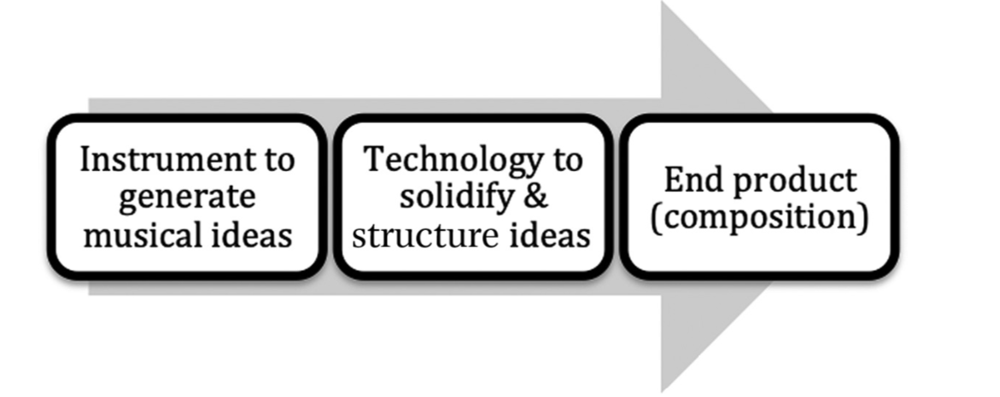 Instrument to
generate
musical ideas
Technology to
solidify &
structure ideas
End product
(composition)